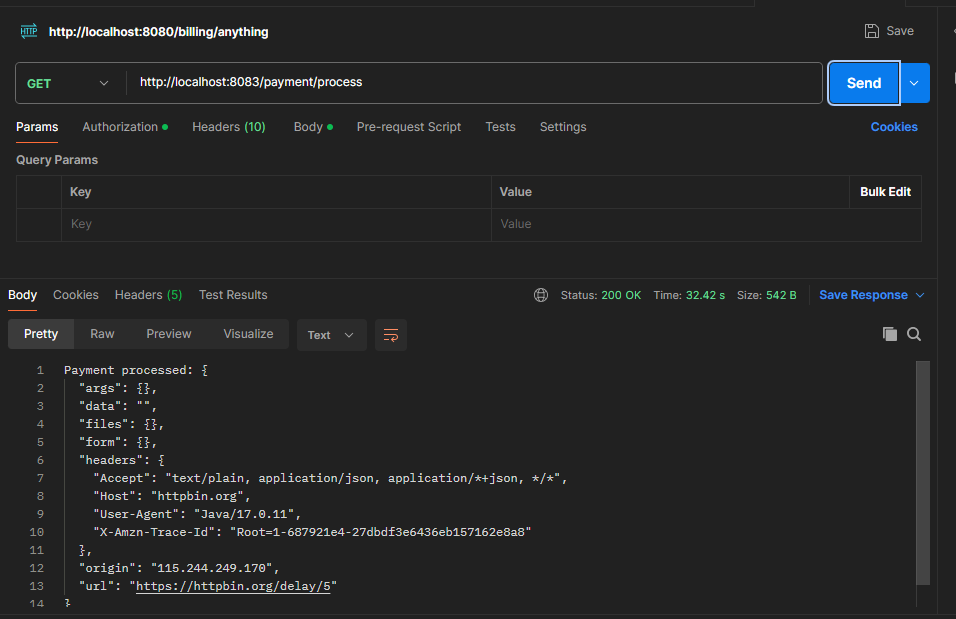 HTTP http://localhost:8080/billing/anything Save
GET http://localhost:8083/payment/process Send
Params Authorization Headers (10) Body Pre-request Script Tests Settings Cookies
Query Params
Key Value Bulk Edit
Key Value
Body Cookies Headers (5) Test Results Status: 200 OK Time: 32.42 s Size: 542 B Save Response
Pretty Raw Preview Visualize Text
1 Payment processed: {
2 "args": {},
3 "data": "",
4 "files": {},
5 "form": {},
6 "headers": {
7 "Accept": "text/plain, application/json, application/*+json, */*",
8 "Host": "httpbin.org",
9 "User-Agent": "Java/17.0.11",
10 "X-Amzn-Trace-Id": "Root=1-687921e4-27dbdf3e6436eb157162e8a8"
11 },
12 "origin": "115.244.249.170",
13 "url": "https://httpbin.org/delay/5"
14 }